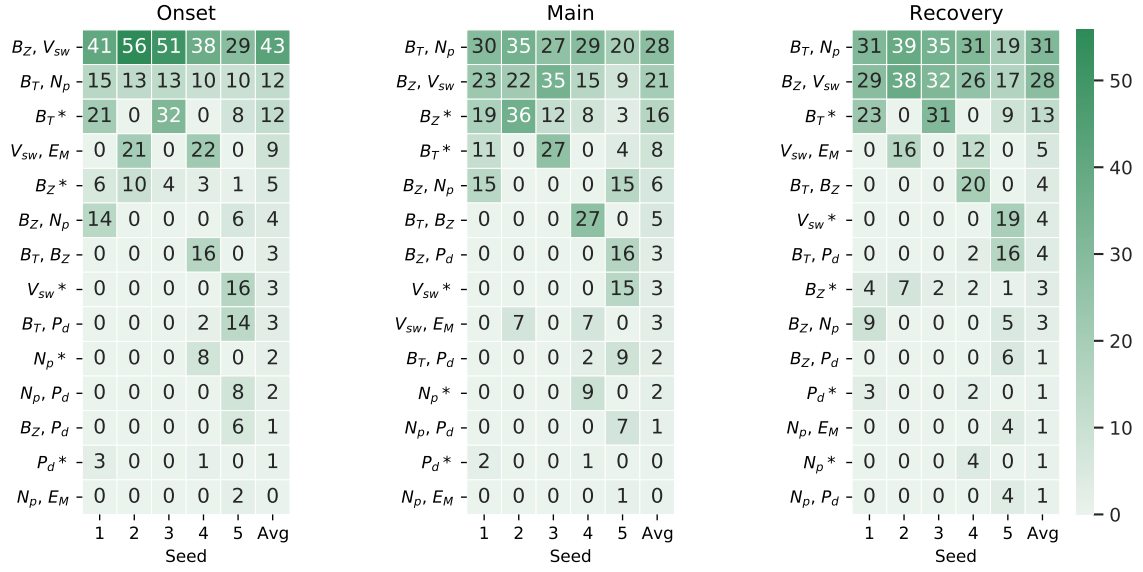 Onset
B_Z, V_sw 41 56 51 38 29 43
B_T, N_p 15 13 13 10 10 12
B_T* 21 0 32 0 8 12
V_sw, E_M 0 21 0 22 0 9
B_Z* 6 10 4 3 1 5
B_Z, N_p 14 0 0 0 6 4
B_T, B_Z 0 0 0 16 0 3
V_sw* 0 0 0 0 16 3
B_T, P_d 0 0 0 2 14 3
N_p* 0 0 0 8 0 2
N_p, P_d 0 0 0 0 8 2
B_Z, P_d 0 0 0 0 6 1
P_d* 3 0 0 1 0 1
N_p, E_M 0 0 0 0 2 0
1 2 3 4 5 Avg
Seed
Main
B_T, N_p 30 35 27 29 20 28
B_Z, V_sw 23 22 35 15 9 21
B_Z* 19 36 12 8 3 16
B_T* 11 0 27 0 4 8
B_Z, N_p 15 0 0 0 15 6
B_T, B_Z 0 0 0 27 0 5
B_Z, P_d 0 0 0 0 16 3
V_sw* 0 0 0 0 15 3
V_sw, E_M 0 7 0 7 0 3
B_T, P_d 0 0 0 2 9 2
N_p* 0 0 0 9 0 2
N_p, P_d 0 0 0 0 7 1
P_d* 2 0 0 1 0 0
N_p, E_M 0 0 0 0 1 0
1 2 3 4 5 Avg
Seed
Recovery
B_T, N_p 31 39 35 31 19 31
B_Z, V_sw 29 38 32 26 17 28
B_T* 23 0 31 0 9 13
V_sw, E_M 0 16 0 12 0 5
B_T, B_Z 0 0 0 20 0 4
V_sw* 0 0 0 0 19 4
B_T, P_d 0 0 0 2 16 4
B_Z* 4 7 2 2 1 3
B_Z, N_p 9 0 0 0 5 3
B_Z, P_d 0 0 0 0 6 1
P_d* 3 0 0 2 0 1
N_p, E_M 0 0 0 0 4 1
N_p* 0 0 0 4 0 1
N_p, P_d 0 0 0 0 4 1
1 2 3 4 5 Avg
Seed
50
40
30
20
10
0